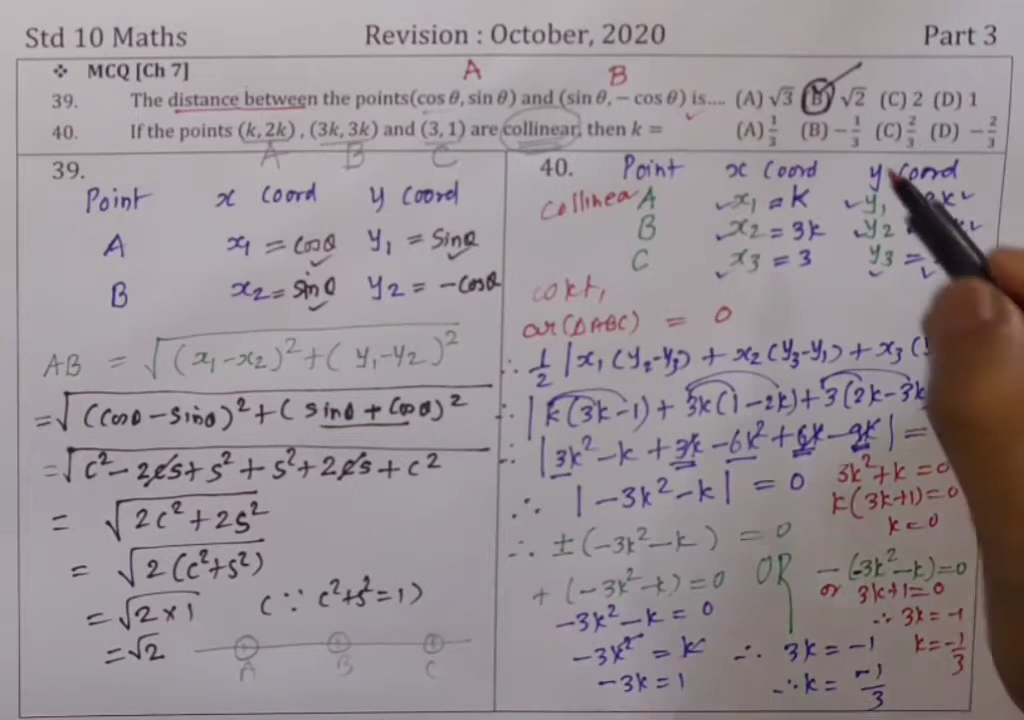 Std 10 Maths Revision : October, 2020 Part 3
❖ MCQ [Ch 7] A B
39. The distance between the points(cos θ, sin θ) and (sin θ, − cos θ) is.... (A) √3 (B) √2 (C) 2 (D) 1
40. If the points (k, 2k) , (3k, 3k) and (3, 1) are collinear, then k = (A) 1/3 (B) − 1/3 (C) 2/3 (D) − 2/3
A B C
39.
Point x coord y coord
A x₁ = cosθ y₁ = sinθ
B x₂ = sinθ y₂ = -cosθ
AB = √(x₁-x₂)² + (y₁-y₂)²
= √(cosθ - sinθ)² + (sinθ + cosθ)²
= √c² - 2cs + s² + s² + 2cs + c²
= √2c² + 2s²
= √2(c²+s²)
= √2×1 (∵ c²+s²=1)
= √2
A B C
40. Point x coord y coord
collinear A x₁ = k y₁
B x₂ = 3k y₂
C x₃ = 3 y₃ =
ar(ΔABC) = 0
∴ 1/2 |x₁(y₂-y₃) + x₂(y₃-y₁) + x₃(
∴ |k(3k-1) + 3k(1-2k) + 3(2k-3k
∴ |3k² - k + 3k - 6k² + 6k - 9k| =
∴ |-3k² - k| = 0
∴ ±(-3k² - k) = 0
+(-3k² - k) = 0 OR -(-3k² - k) = 0
-3k² - k = 0
-3k² = k
-3k = 1
∴ 3k = -1
∴ k = -1/3
3k² + k = 0
k(3k+1) = 0
k = 0
or 3k+1 = 0
∴ 3k = -1
k = -1/3